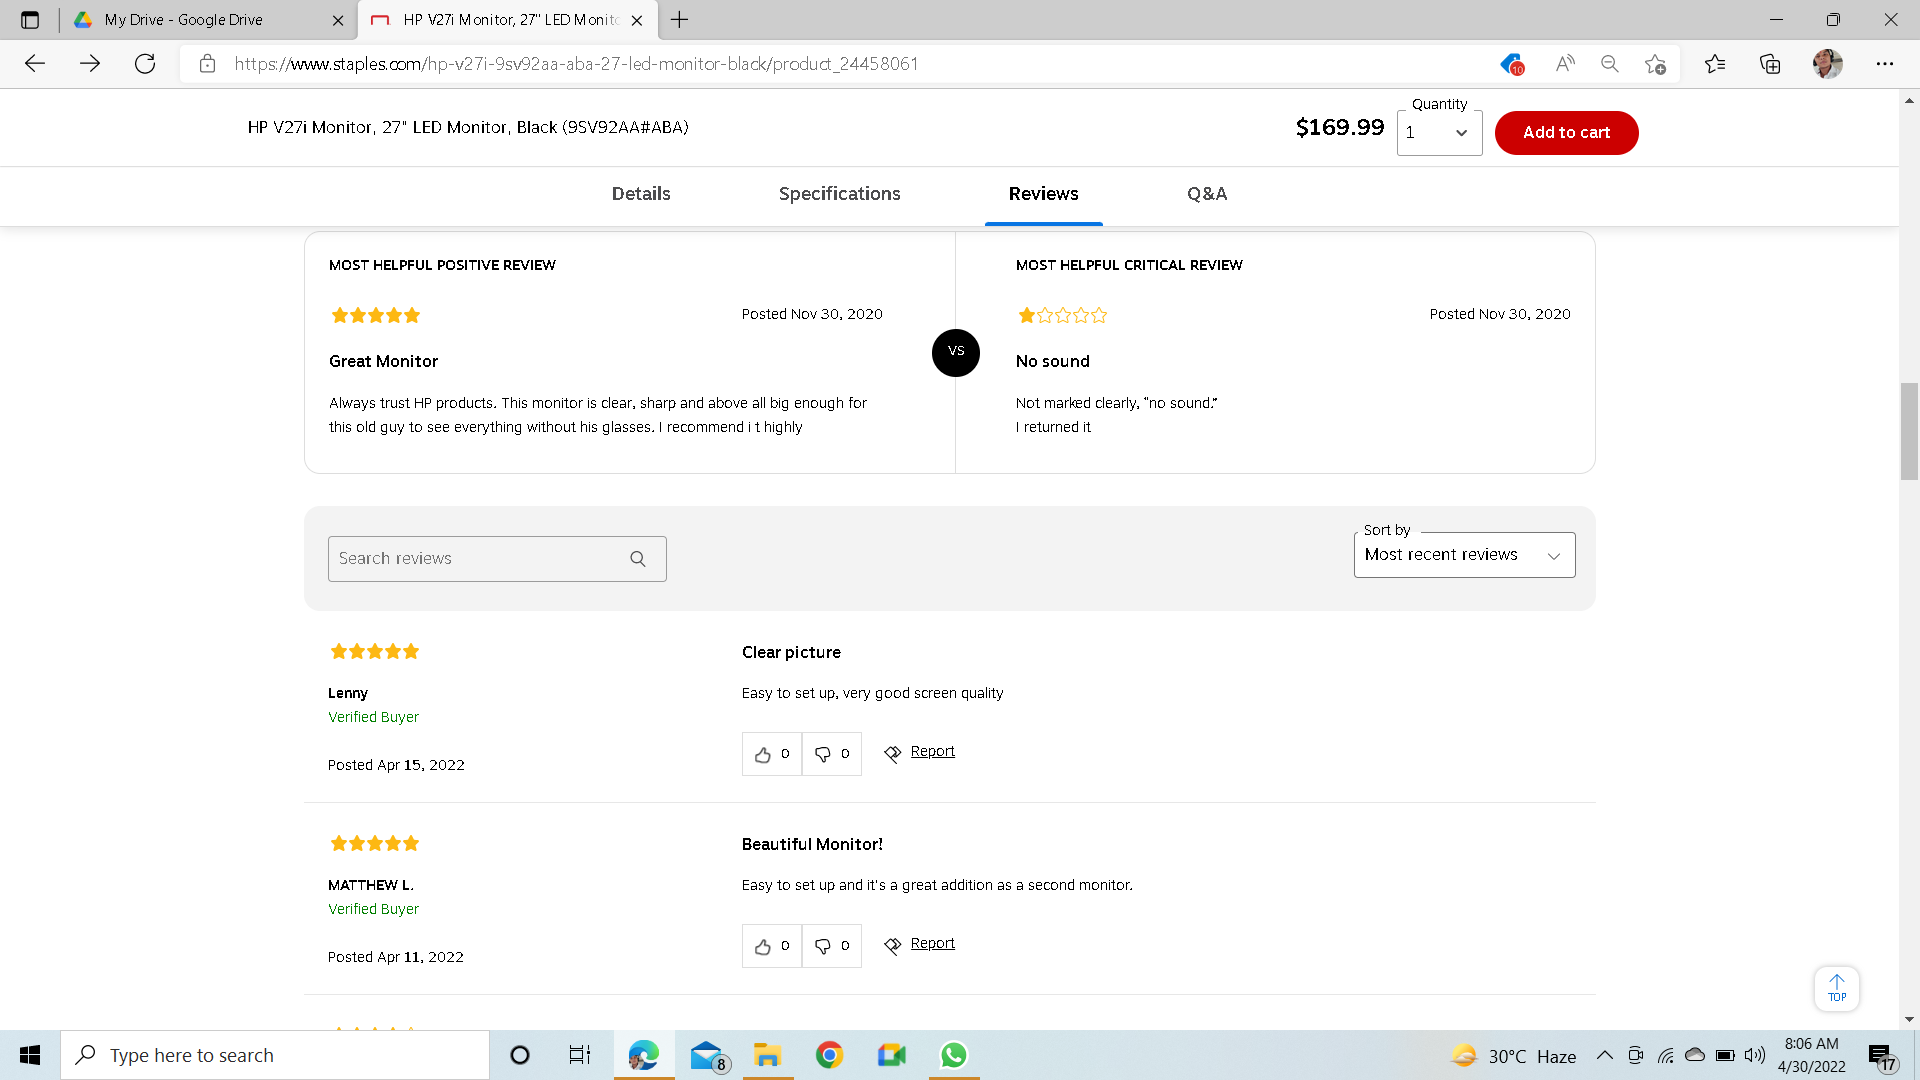 My Drive - Google Drive
HP V27i Monitor, 27" LED Monito
https://www.staples.com/hp-v27i-9sv92aa-aba-27-led-monitor-black/product_24458061
10
HP V27i Monitor, 27" LED Monitor, Black (9SV92AA#ABA)
$169.99
Quantity
1
Add to cart
Details
Specifications
Reviews
Q&A
MOST HELPFUL POSITIVE REVIEW
Posted Nov 30, 2020
Great Monitor
Always trust HP products. This monitor is clear, sharp and above all big enough for
this old guy to see everything without his glasses. I recommend i t highly
VS
MOST HELPFUL CRITICAL REVIEW
Posted Nov 30, 2020
No sound
Not marked clearly, “no sound.”
I returned it
Search reviews
Sort by
Most recent reviews
Lenny
Verified Buyer
Posted Apr 15, 2022
Clear picture
Easy to set up, very good screen quality
0
0
Report
MATTHEW L.
Verified Buyer
Posted Apr 11, 2022
Beautiful Monitor!
Easy to set up and it's a great addition as a second monitor.
0
0
Report
TOP
Type here to search
8
30°C Haze
8:06 AM
4/30/2022
17